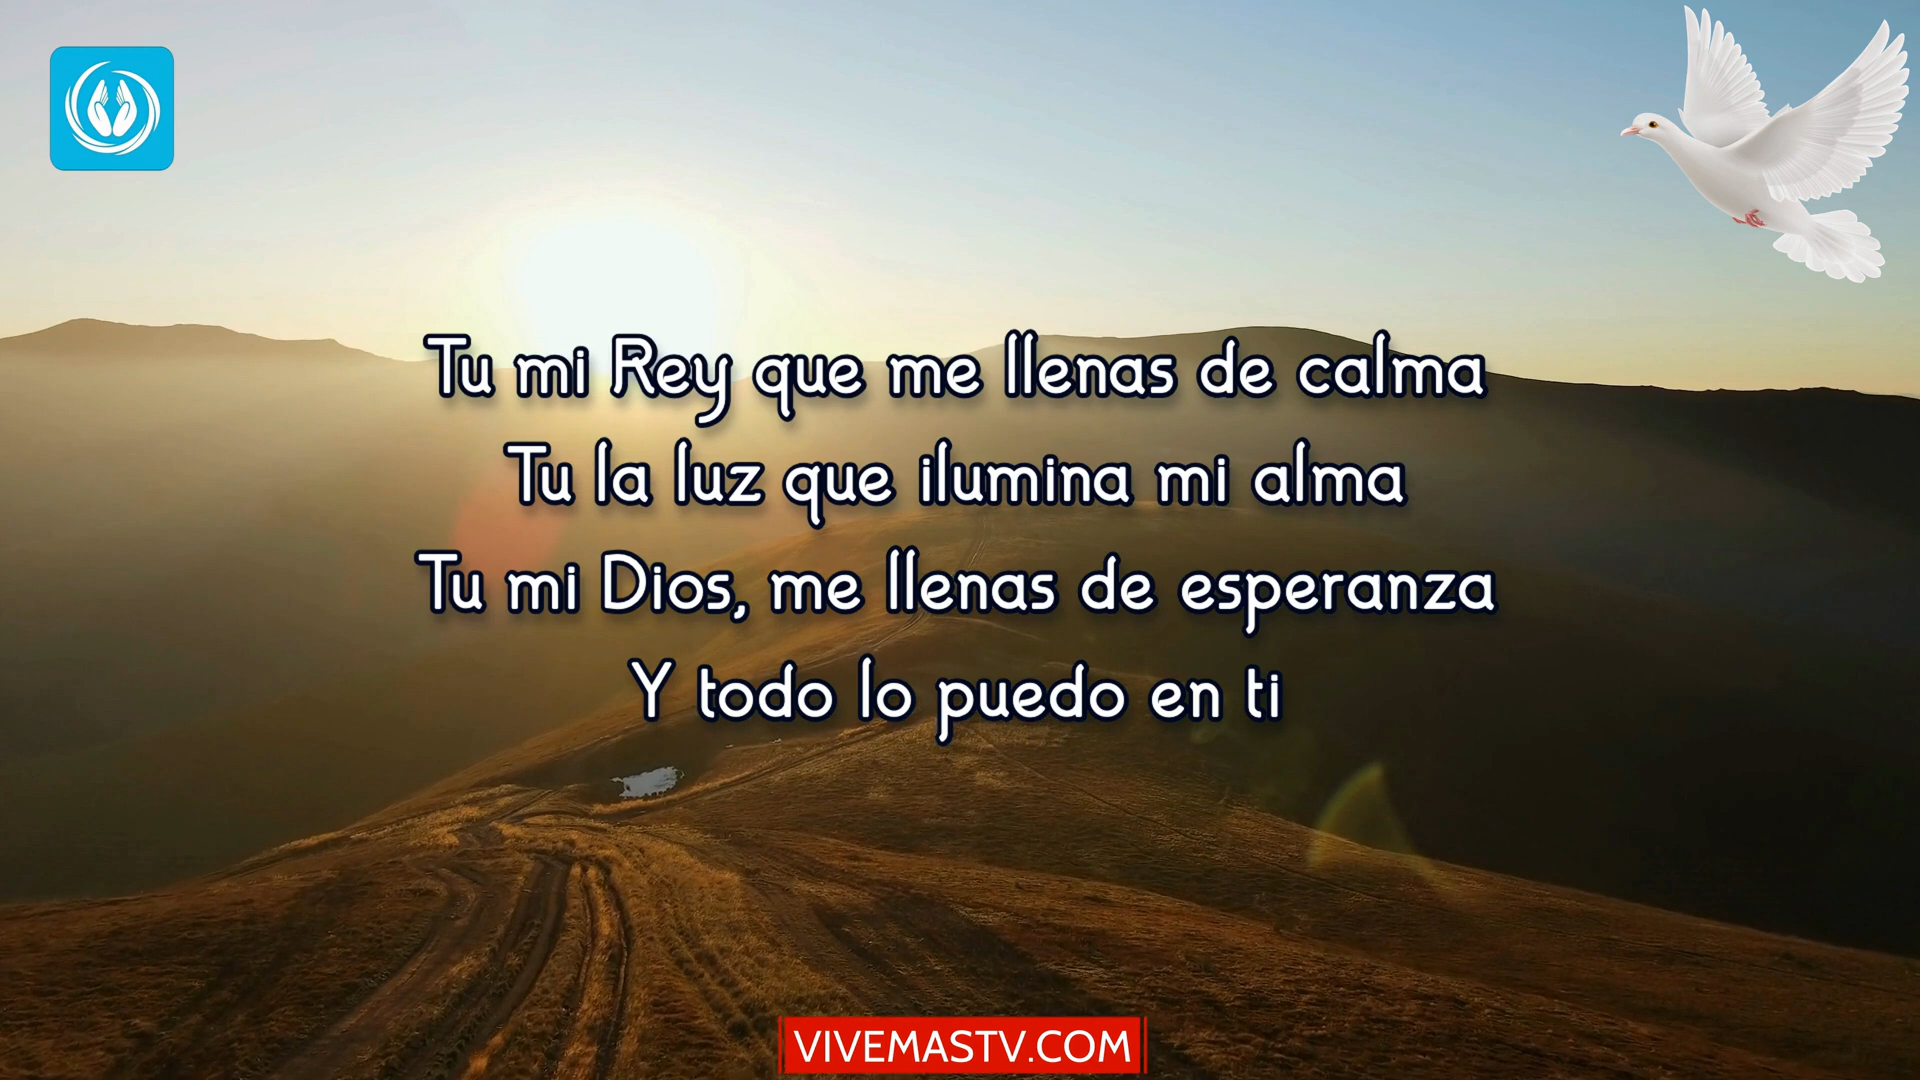 Tu mi Rey que me llenas de calma
Tu la luz que ilumina mi alma
Tu mi Dios, me llenas de esperanza
Y todo lo puedo en ti
VIVEMASTV.COM